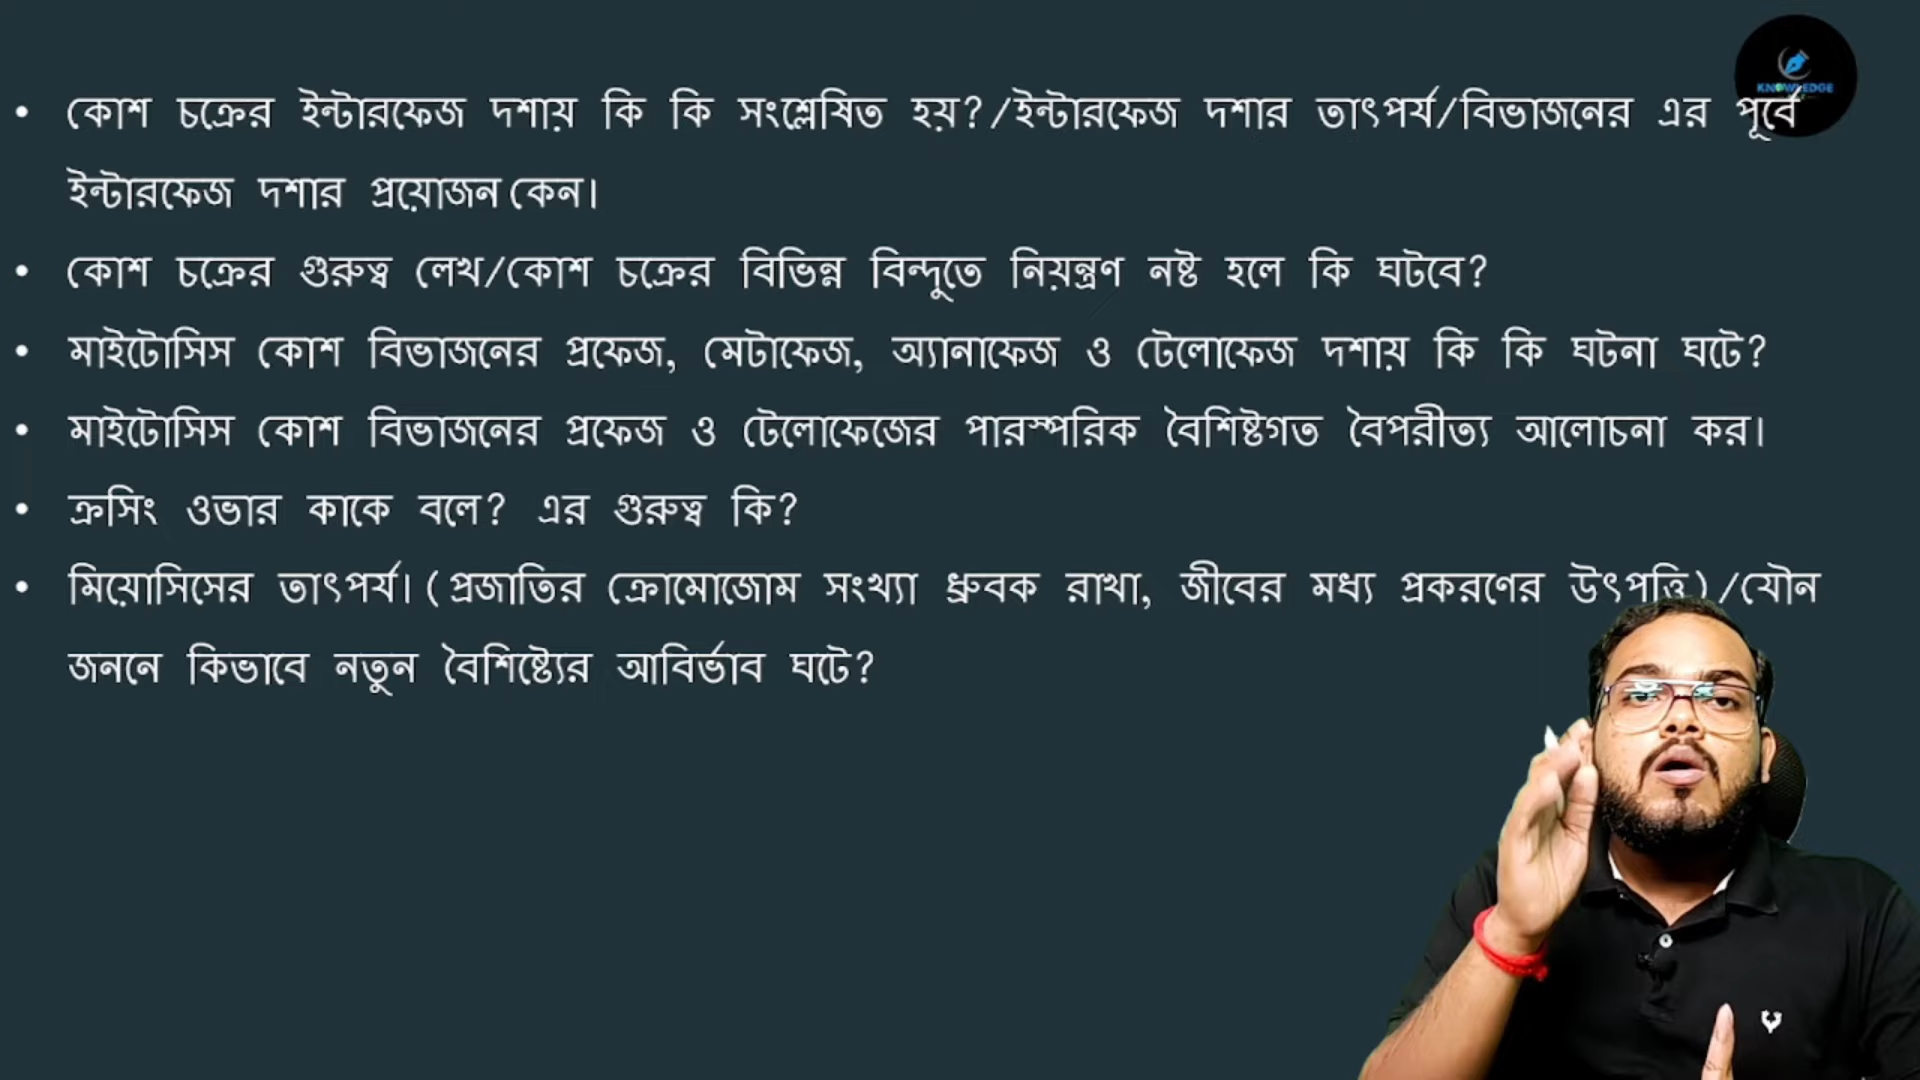 KNOWLEDGE
• কোশ চক্রের ইন্টারফেজ দশায় কি কি সংশ্লেষিত হয়?/ইন্টারফেজ দশার তাৎপর্য/বিভাজনের এর পূর্বে
ইন্টারফেজ দশার প্রয়োজন কেন।
• কোশ চক্রের গুরুত্ব লেখ/কোশ চক্রের বিভিন্ন বিন্দুতে নিয়ন্ত্রণ নষ্ট হলে কি ঘটবে?
• মাইটোসিস কোশ বিভাজনের প্রফেজ, মেটাফেজ, অ্যানাফেজ ও টেলোফেজ দশায় কি কি ঘটনা ঘটে?
• মাইটোসিস কোশ বিভাজনের প্রফেজ ও টেলোফেজের পারস্পরিক বৈশিষ্টগত বৈপরীত্য আলোচনা কর।
• ক্রসিং ওভার কাকে বলে? এর গুরুত্ব কি?
• মিয়োসিসের তাৎপর্য। (প্রজাতির ক্রোমোজোম সংখ্যা ধ্রুবক রাখা, জীবের মধ্য প্রকরণের উৎপত্তি)/যৌন
জননে কিভাবে নতুন বৈশিষ্ট্যের আবির্ভাব ঘটে?